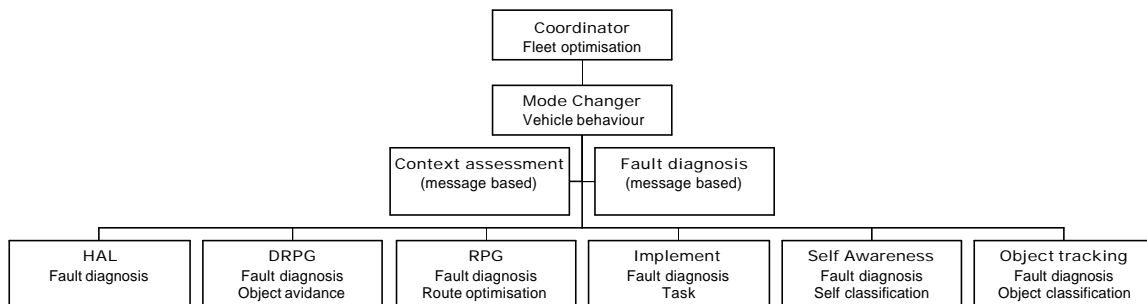 Coordinator
Fleet optimisation
Mode Changer
Vehicle behaviour
Context assessment
(message based)
Fault diagnosis
(message based)
HAL
Fault diagnosis
DRPG
Fault diagnosis
Object avidance
RPG
Fault diagnosis
Route optimisation
Implement
Fault diagnosis
Task
Self Awareness
Fault diagnosis
Self classification
Object tracking
Fault diagnosis
Object classification